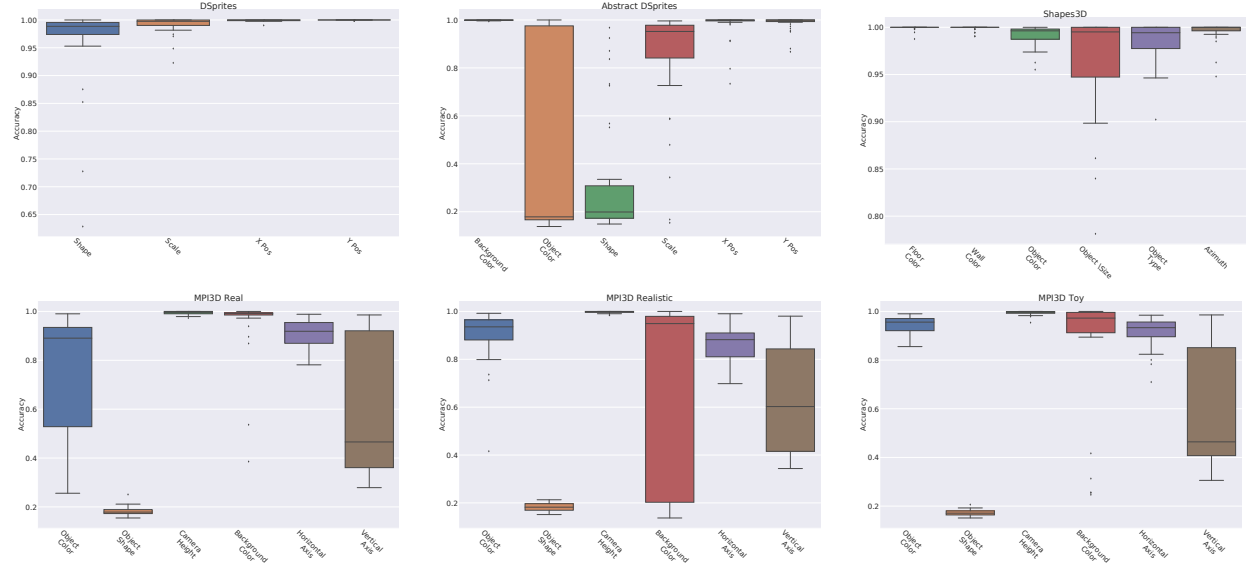 DSprites
Accuracy
1.00
0.95
0.90
0.85
0.80
0.75
0.70
0.65
Shape
Scale
X Pos
Y Pos
Abstract DSprites
Accuracy
1.0
0.8
0.6
0.4
0.2
Background
Color
Object
Color
Shape
Scale
X Pos
Y Pos
Shapes3D
Accuracy
1.00
0.95
0.90
0.85
0.80
Floor
Color
Wall
Color
Object
Color
Object \Size
Object
Type
Azimuth
MPI3D Real
Accuracy
1.0
0.8
0.6
0.4
0.2
Object
Color
Object
Shape
Camera
Height
Background
Color
Horizontal
Axis
Vertical
Axis
MPI3D Realistic
Accuracy
1.0
0.8
0.6
0.4
0.2
Object
Color
Object
Shape
Camera
Height
Background
Color
Horizontal
Axis
Vertical
Axis
MPI3D Toy
Accuracy
1.0
0.8
0.6
0.4
0.2
Object
Color
Object
Shape
Camera
Height
Background
Color
Horizontal
Axis
Vertical
Axis